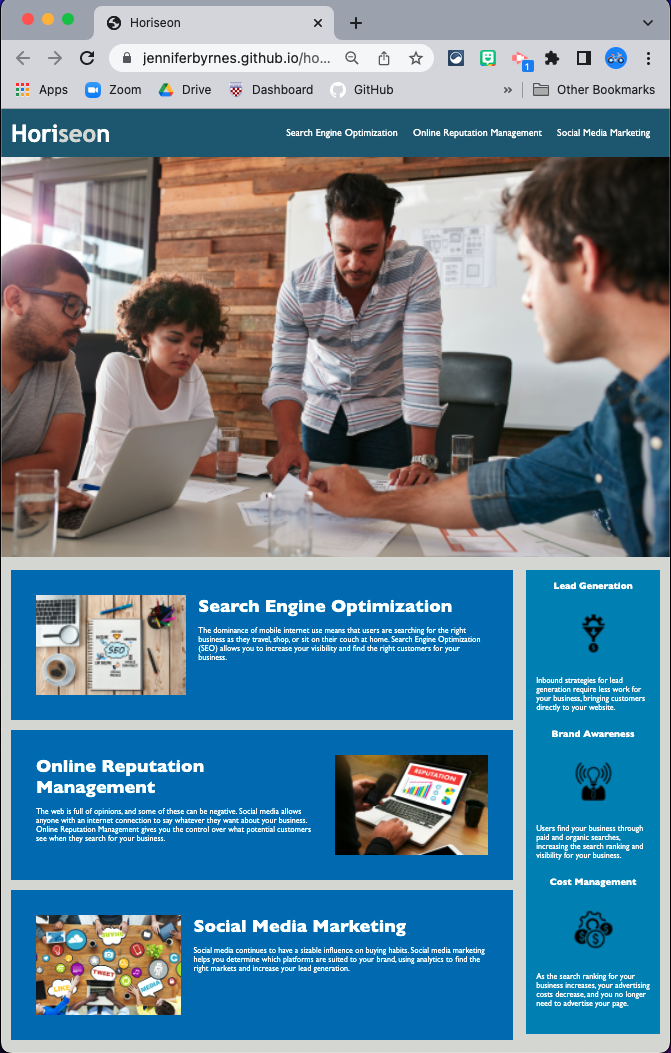 Horiseon
jenniferbyrnes.github.io/ho...
1
Apps
Zoom
Drive
Dashboard
GitHub
»
Other Bookmarks
Horiseon
Search Engine Optimization
Online Reputation Management
Social Media Marketing
Search Engine Optimization
The dominance of mobile internet use means that users are searching for the right
business as they travel, shop, or sit on their couch at home. Search Engine Optimization
(SEO) allows you to increase your visibility and find the right customers for your
business.
SEO
Online Reputation
Management
The web is full of opinions, and some of these can be negative. Social media allows
anyone with an internet connection to say whatever they want about your business.
Online Reputation Management gives you the control over what potential customers
see when they search for your business.
REPUTATION
Social Media Marketing
Social media continues to have a sizable influence on buying habits. Social media marketing
helps you determine which platforms are suited to your brand, using analytics to find the
right markets and increase your lead generation.
TWEET
LIKE
MEDIA
Lead Generation
Inbound strategies for lead
generation require less work for
your business, bringing customers
directly to your website.
Brand Awareness
Users find your business through
paid and organic searches,
increasing the search ranking and
visibility for your business.
Cost Management
As the search ranking for your
business increases, your advertising
costs decrease, and you no longer
need to advertise your page.